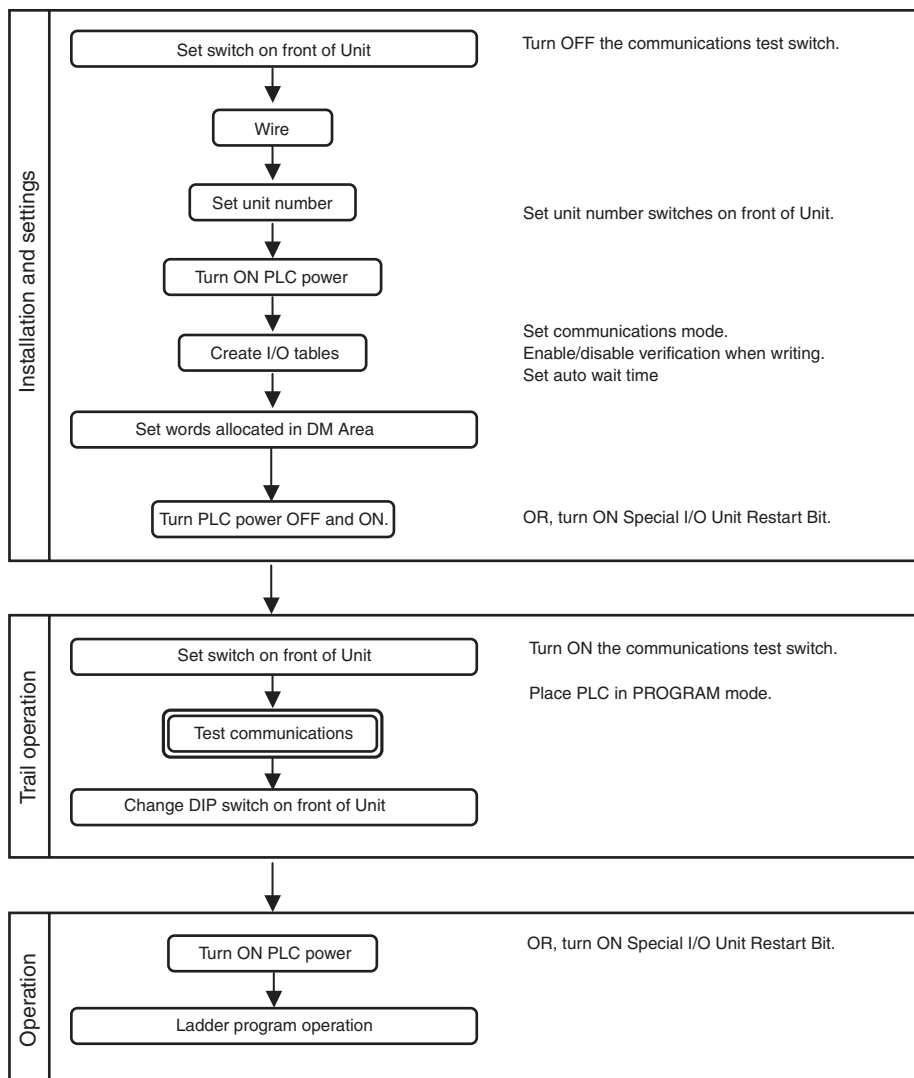 Installation and settings
Set switch on front of Unit
Turn OFF the communications test switch.
Wire
Set unit number
Set unit number switches on front of Unit.
Turn ON PLC power
Create I/O tables
Set communications mode.
Enable/disable verification when writing.
Set auto wait time
Set words allocated in DM Area
Turn PLC power OFF and ON.
OR, turn ON Special I/O Unit Restart Bit.
Trail operation
Set switch on front of Unit
Turn ON the communications test switch.
Place PLC in PROGRAM mode.
Test communications
Change DIP switch on front of Unit
Operation
Turn ON PLC power
OR, turn ON Special I/O Unit Restart Bit.
Ladder program operation